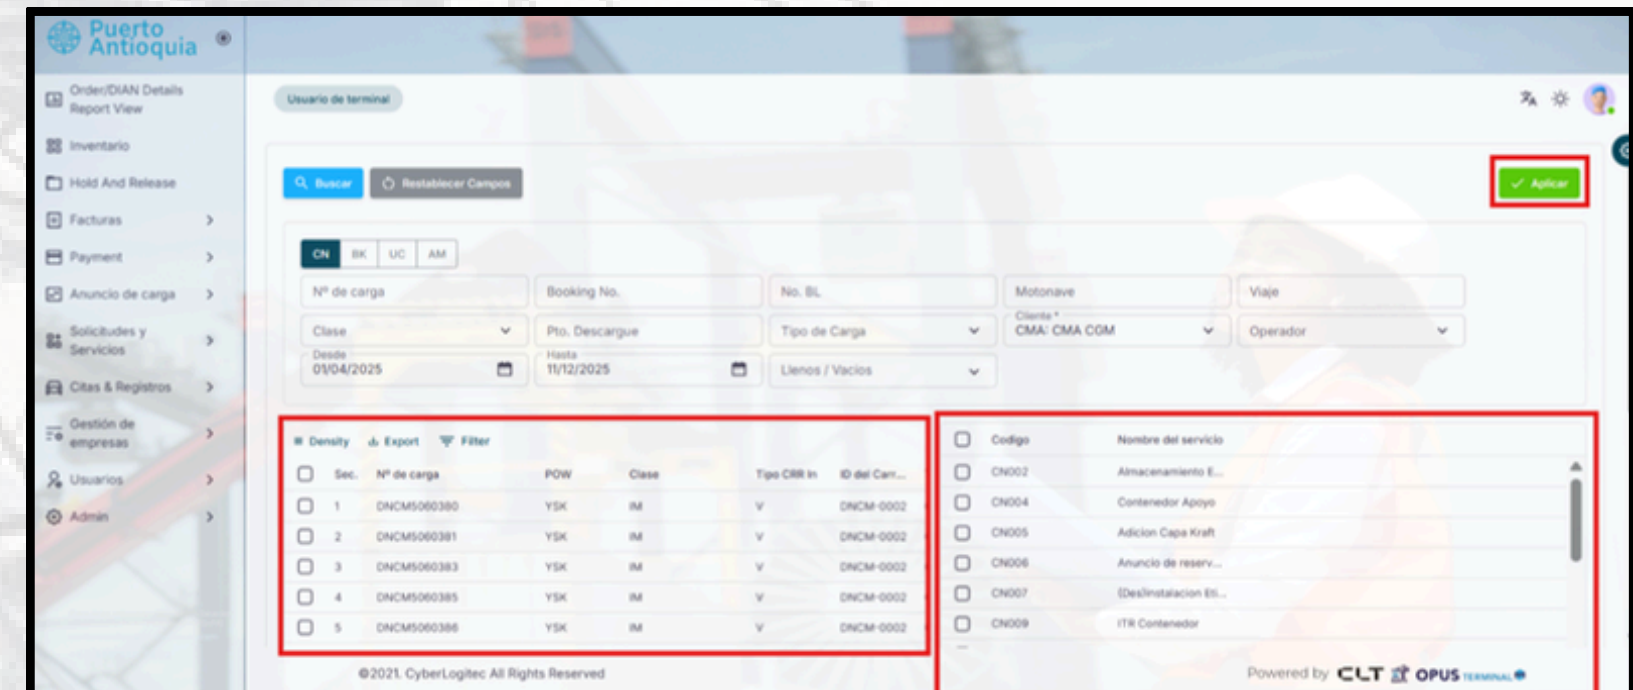 Puerto
Antioquia
Order/DIAN Details
Report View
Inventario
Hold And Release
Facturas
Payment
Anuncio de carga
Solicitudes y
Servicios
Citas & Registros
Gestión de
empresas
Usuarios
Admin
Usuario de terminal
Buscar Restablecer Campos Aplicar
CN BK UC AM
Nº de carga Booking No. No. BL Motonave Viaje
Clase Pto. Descargue Tipo de Carga Cliente * CMA: CMA CGM Operador
Desde 01/04/2025 Hasta 11/12/2025 Llenos / Vacíos
Density Export Filter
Sec. Nº de carga POW Clase Tipo CRR In ID del Carr...
1 DNCM5060380 YSK IM V DNCM-0002
2 DNCM5060381 YSK IM V DNCM-0002
3 DNCM5060383 YSK IM V DNCM-0002
4 DNCM5060385 YSK IM V DNCM-0002
5 DNCM5060386 YSK IM V DNCM-0002
Codigo Nombre del servicio
CN002 Almacenamiento E...
CN004 Contenedor Apoyo
CN005 Adicion Capa Kraft
CN006 Anuncio de reserv...
CN007 (Des)Instalacion Eti...
CN009 ITR Contenedor
©2021. CyberLogitec All Rights Reserved
Powered by CLT OPUS TERMINAL